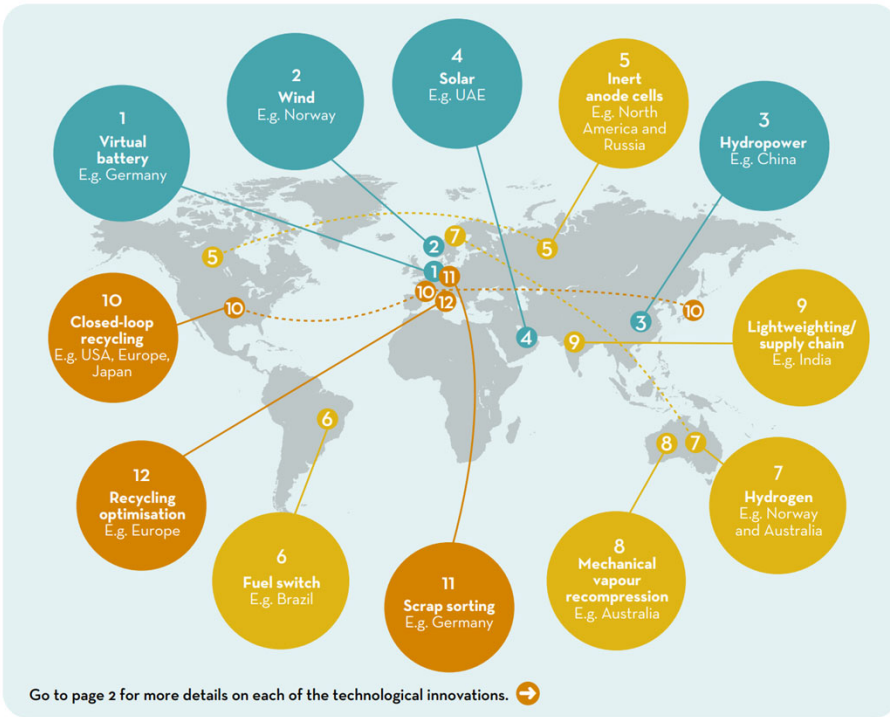 1
Virtual
battery
E.g. Germany
2
Wind
E.g. Norway
4
Solar
E.g. UAE
5
Inert
anode cells
E.g. North
America and
Russia
3
Hydropower
E.g. China
5
2
7
5
1
11
10
12
10
10
3
4
9
6
8
7
10
Closed-loop
recycling
E.g. USA, Europe,
Japan
9
Lightweighting/
supply chain
E.g. India
12
Recycling
optimisation
E.g. Europe
6
Fuel switch
E.g. Brazil
11
Scrap sorting
E.g. Germany
8
Mechanical
vapour
recompression
E.g. Australia
7
Hydrogen
E.g. Norway
and Australia
Go to page 2 for more details on each of the technological innovations.